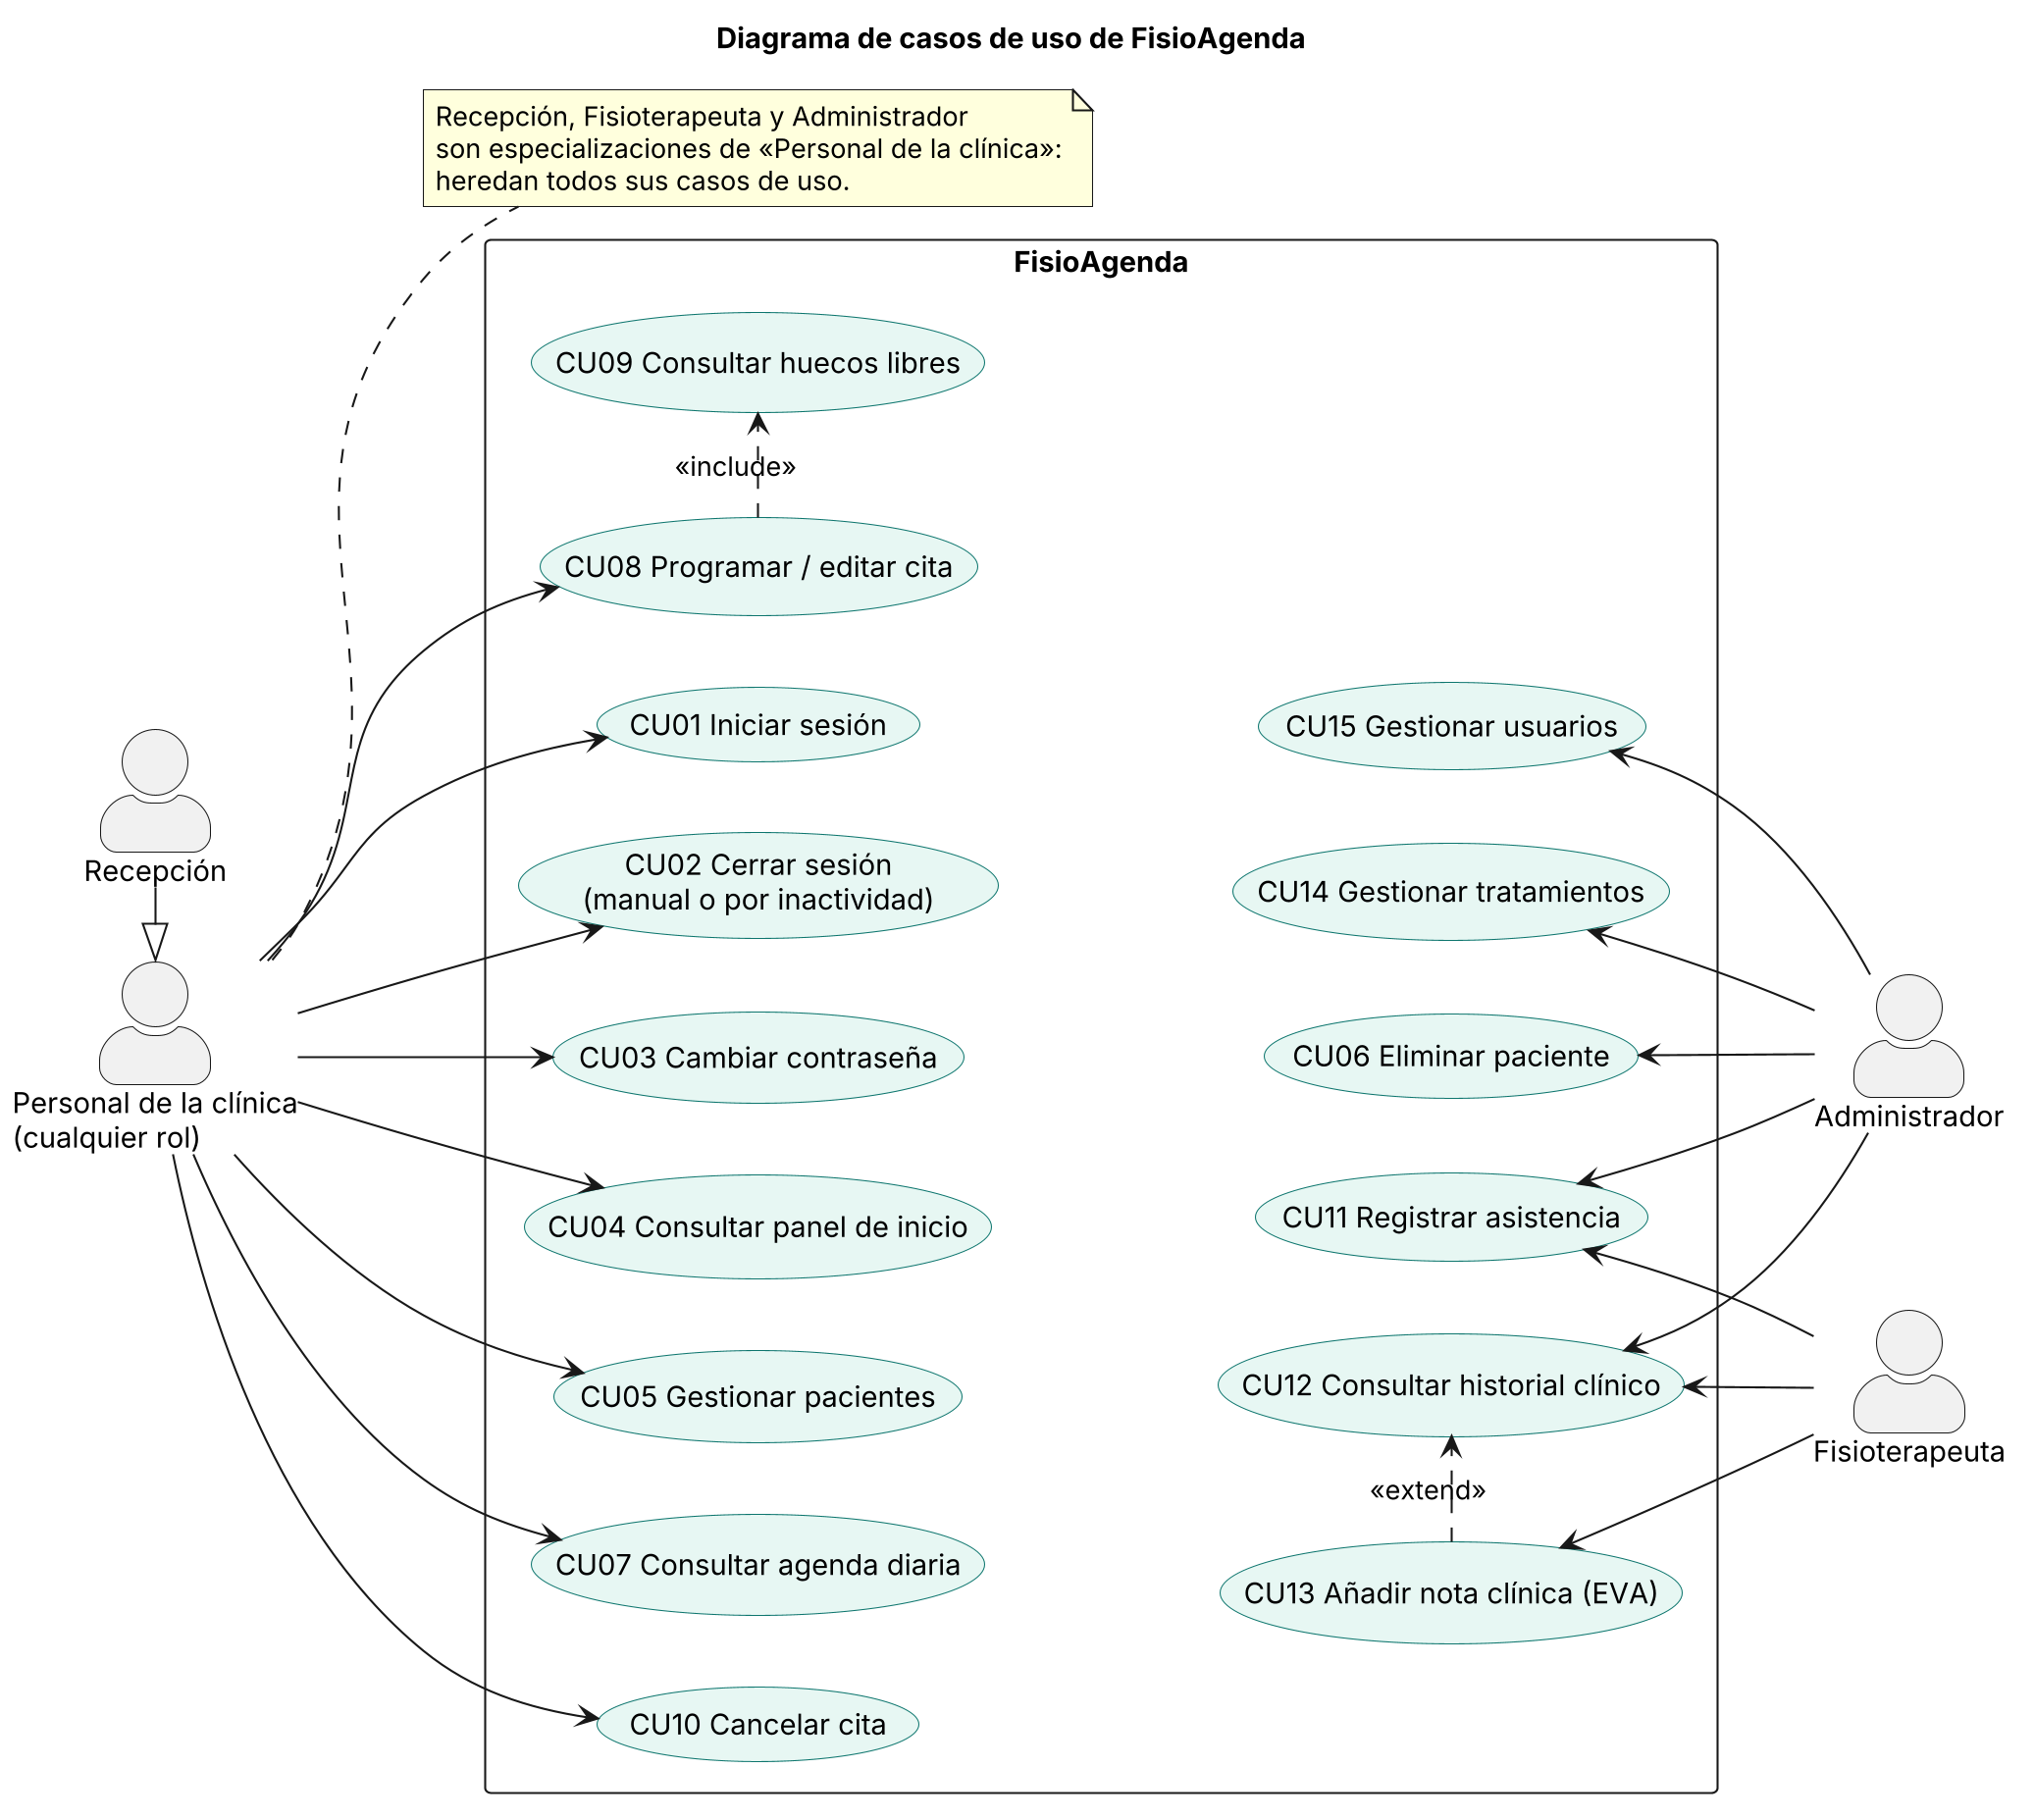 Diagrama de casos de uso de FisioAgenda
Recepción, Fisioterapeuta y Administrador
son especializaciones de «Personal de la clínica»:
heredan todos sus casos de uso.
FisioAgenda
CU09 Consultar huecos libres
«include»
CU08 Programar / editar cita
CU01 Iniciar sesión
CU02 Cerrar sesión
(manual o por inactividad)
CU03 Cambiar contraseña
CU04 Consultar panel de inicio
CU05 Gestionar pacientes
CU07 Consultar agenda diaria
CU10 Cancelar cita
Recepción
Personal de la clínica
(cualquier rol)
CU15 Gestionar usuarios
CU14 Gestionar tratamientos
CU06 Eliminar paciente
CU11 Registrar asistencia
CU12 Consultar historial clínico
«extend»
CU13 Añadir nota clínica (EVA)
Administrador
Fisioterapeuta